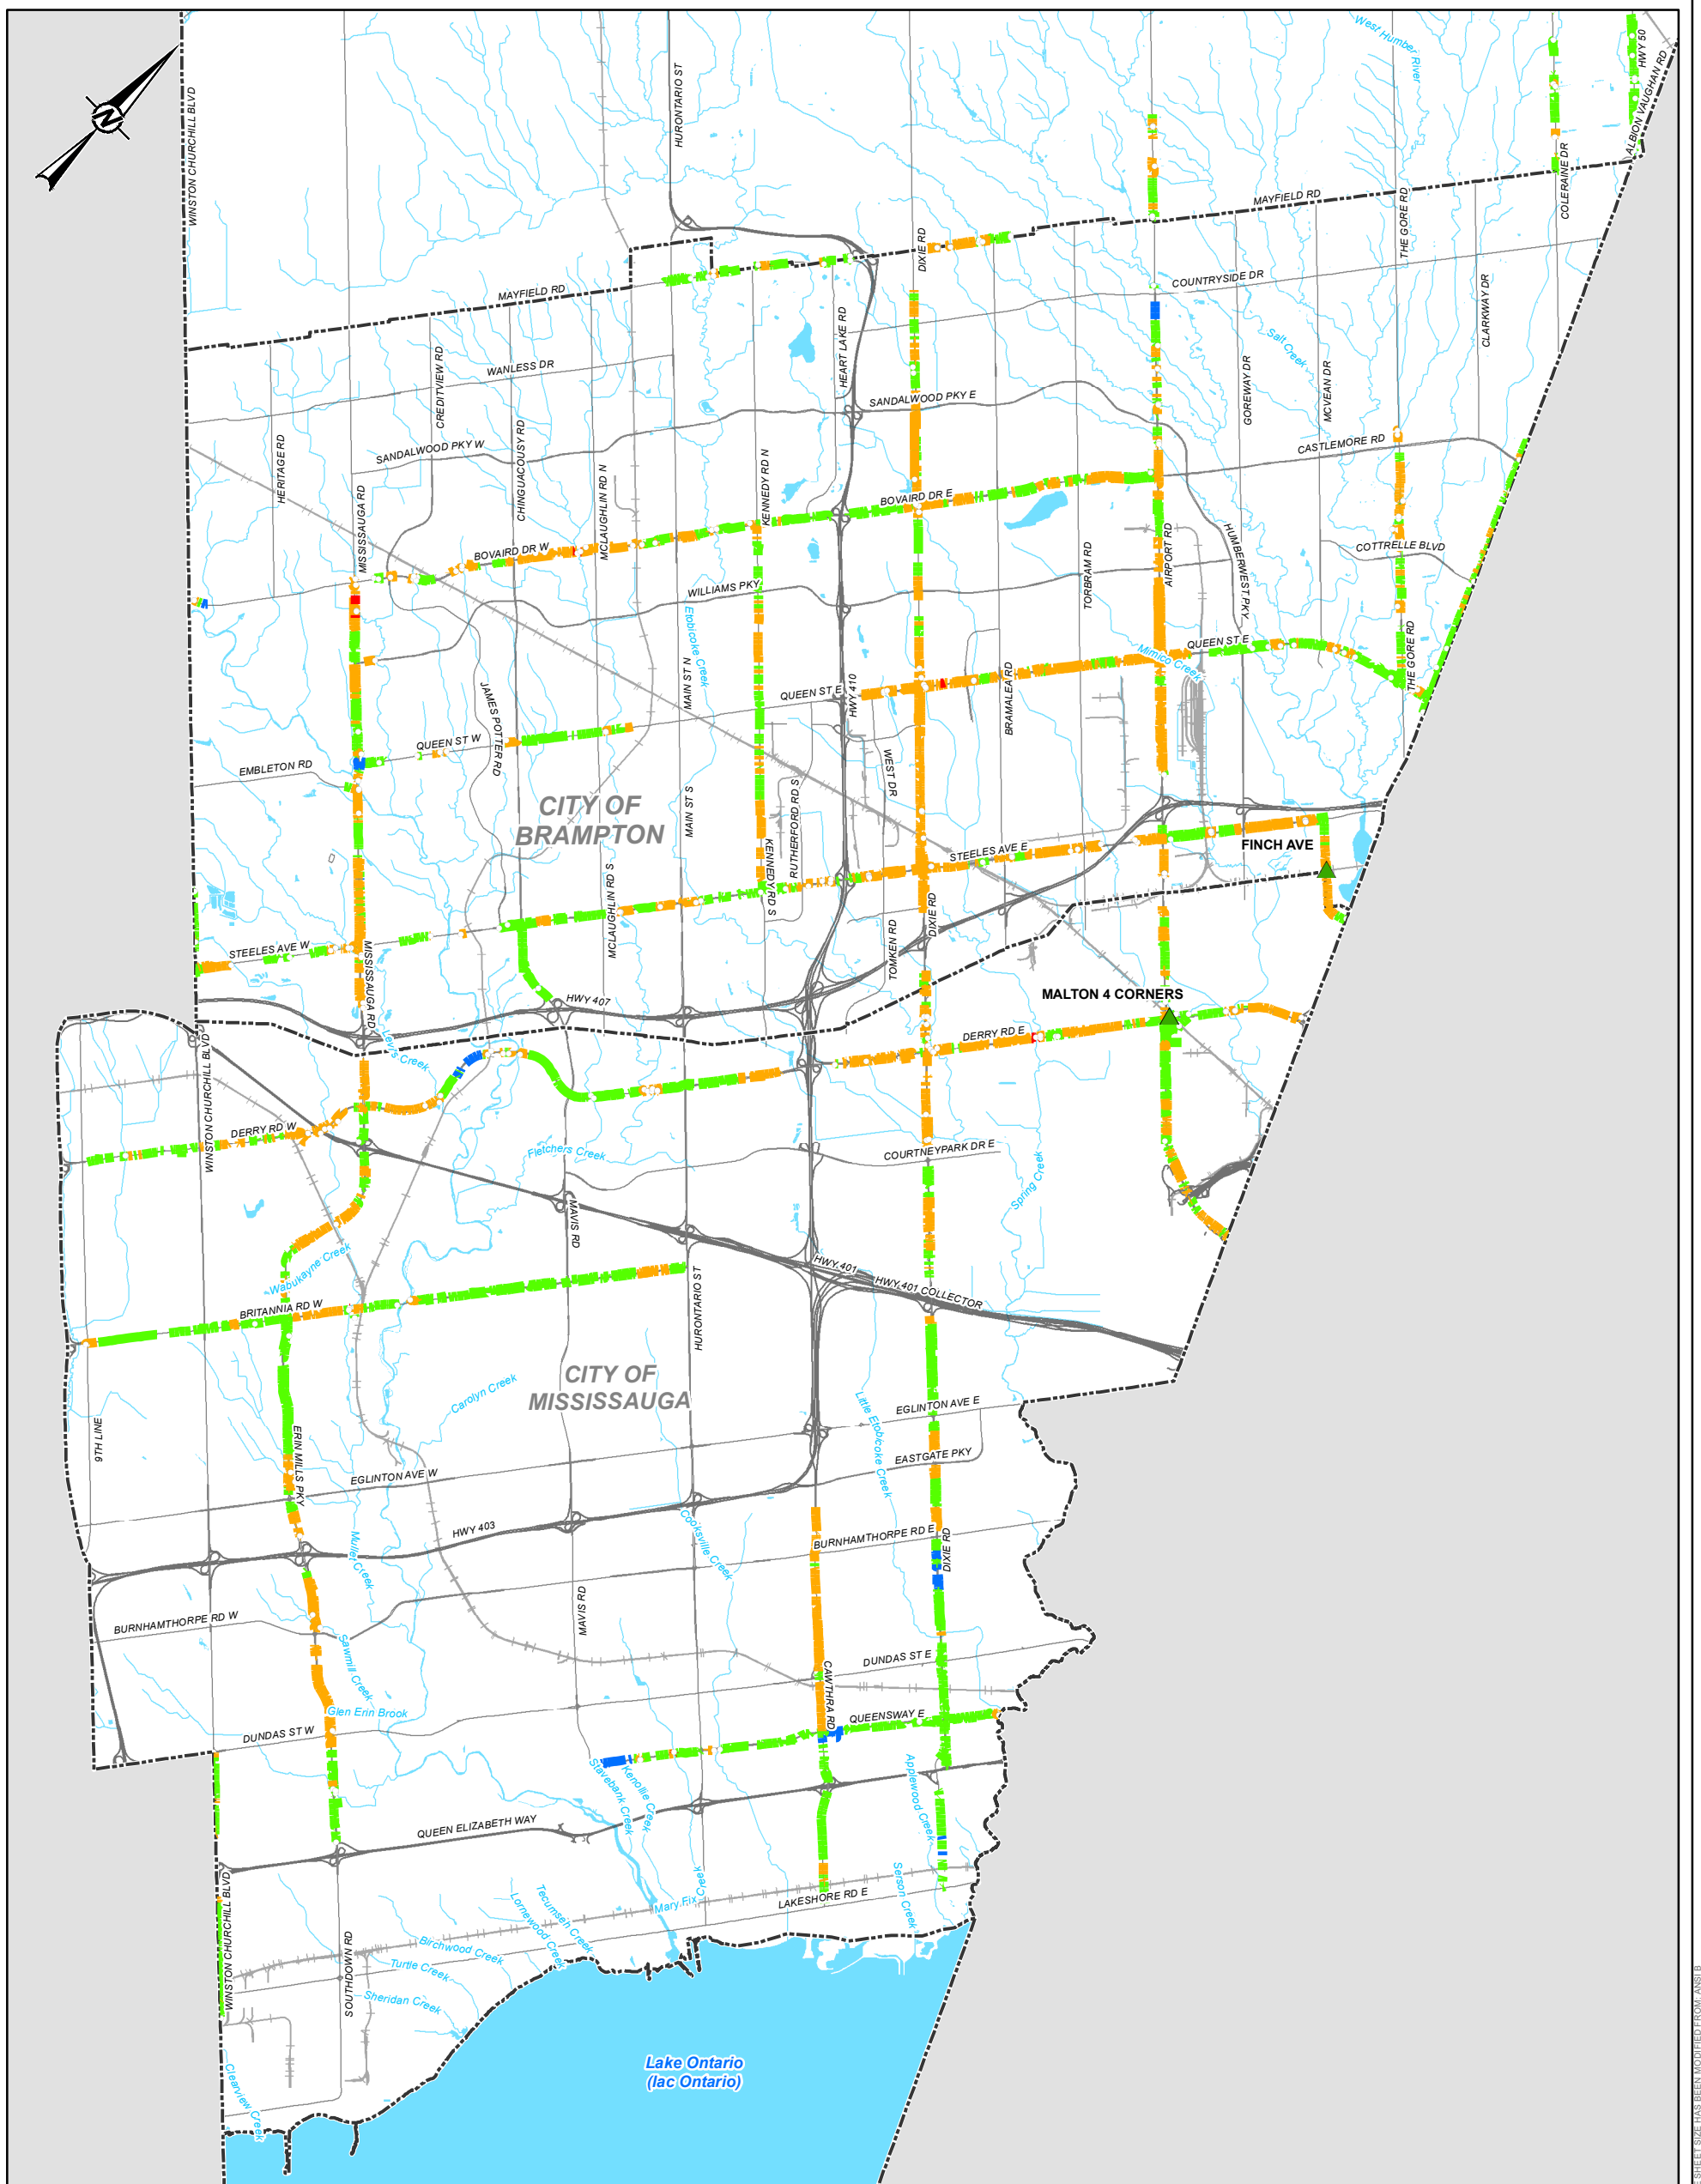 West Humber River
HWY 50
ALBION VAUGHAN RD
HURONTARIO ST
WINSTON CHURCHILL BLVD
N
COLERAINE DR
MAYFIELD RD
THE GORE RD
DIXIE RD
COUNTRYSIDE DR
MAYFIELD RD
CLARKWAY DR
HEART LAKE RD
Salt Creek
WANLESS DR
CREDITVIEW RD
GOREWAY DR
MCVEAN DR
SANDALWOOD PKY E
CASTLEMORE RD
SANDALWOOD PKY W
HERITAGE RD
CHINGUACOUSY RD
MCLAUGHLIN RD N
KENNEDY RD N
BOVAIRD DR E
MISSISSAUGA RD
BOVAIRD DR W
AIRPORT RD
HUMBERWEST PKY
COTTRELLE BLVD
TORBRAM RD
WILLIAMS PKY
Etobicoke Creek
QUEEN ST E
Mimico Creek
THE GORE RD
MAIN ST N
QUEEN ST E
HWY 410
BRAMALEA RD
JAMES POTTER RD
QUEEN ST W
EMBLETON RD
WEST DR
CITY OF
BRAMPTON
MAIN ST S
RUTHERFORD RD S
KENNEDY RD S
STEELES AVE E
FINCH AVE
MCLAUGHLIN RD S
DIXIE RD
TOMKEN RD
STEELES AVE W
MISSISSAUGA RD
HWY 407
MALTON 4 CORNERS
Levis Creek
DERRY RD E
WINSTON CHURCHILL BLVD
DERRY RD W
Fletchers Creek
COURTNEYPARK DR E
Spring Creek
MAVIS RD
Wabukayne Creek
HWY 401
HWY 401 COLLECTOR
BRITANNIA RD W
HURONTARIO ST
CITY OF
MISSISSAUGA
Carolyn Creek
Little Etobicoke Creek
EGLINTON AVE E
9TH LINE
ERIN MILLS PKY
EASTGATE PKY
EGLINTON AVE W
HWY 403
Cooksville Creek
BURNHAMTHORPE RD E
DIXIE RD
Mullet Creek
MAVIS RD
BURNHAMTHORPE RD W
Sawmill Creek
DUNDAS ST E
CAWTHRA RD
Glen Erin Brook
QUEENSWAY E
DUNDAS ST W
Stavebank Creek
Kenollie Creek
Applewood Creek
QUEEN ELIZABETH WAY
Serson Creek
WINSTON CHURCHILL BLVD
Tecumseh Creek
Lornewood Creek
Mary Fix Creek
LAKESHORE RD E
SOUTHDOWN RD
Birchwood Creek
Turtle Creek
Sheridan Creek
Clearview Creek
Lake Ontario
(lac Ontario)
SHEET SIZE HAS BEEN MODIFIED FROM: ANSI B